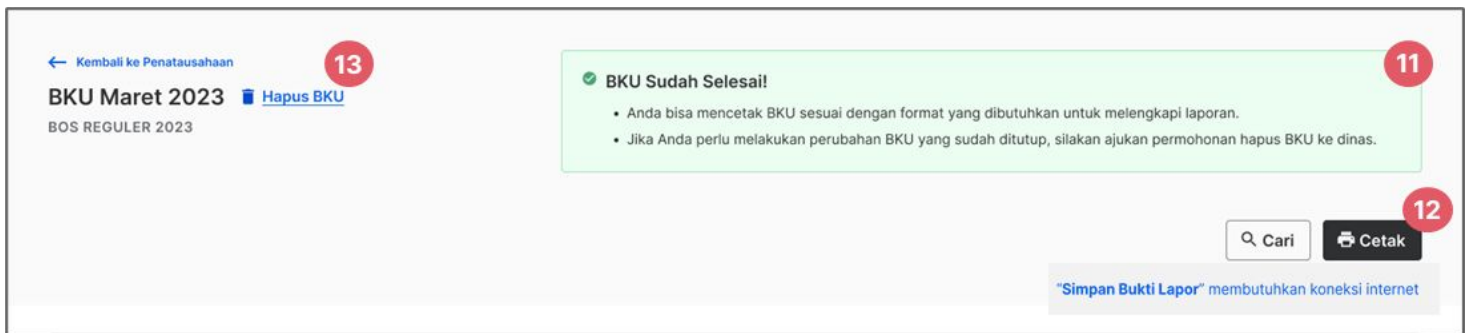 ← Kembali ke Penatausahaan
13
BKU Maret 2023 Hapus BKU
BOS REGULER 2023
11
BKU Sudah Selesai!
• Anda bisa mencetak BKU sesuai dengan format yang dibutuhkan untuk melengkapi laporan.
• Jika Anda perlu melakukan perubahan BKU yang sudah ditutup, silakan ajukan permohonan hapus BKU ke dinas.
12
Cari
Cetak
"Simpan Bukti Lapor" membutuhkan koneksi internet